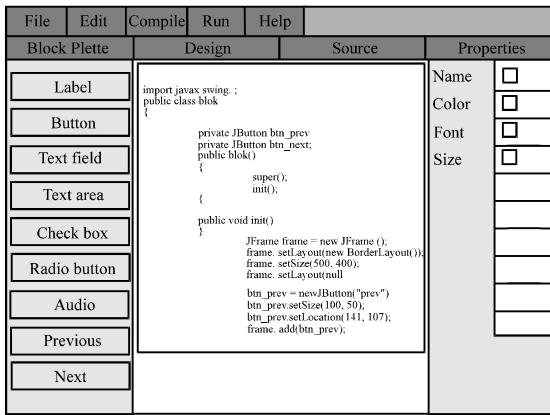 File Edit Compile Run Help
Block Plette Design Source Properties
Label
Button
Text field
Text area
Check box
Radio button
Audio
Previous
Next
import javax swing. ;
public class blok
{
private JButton btn_prev
private JButton btn_next;
public blok()
{
super();
init();
{
public void init()
}
JFrame frame = new JFrame ();
frame. setLayout(new BorderLayout());
frame. setSize(500, 400);
frame. setLayout(null
btn_prev = newJButton("prev")
btn_prev.setSize(100, 50);
btn_prev.setLocation(141, 107);
frame. add(btn_prev);
Name
Color
Font
Size